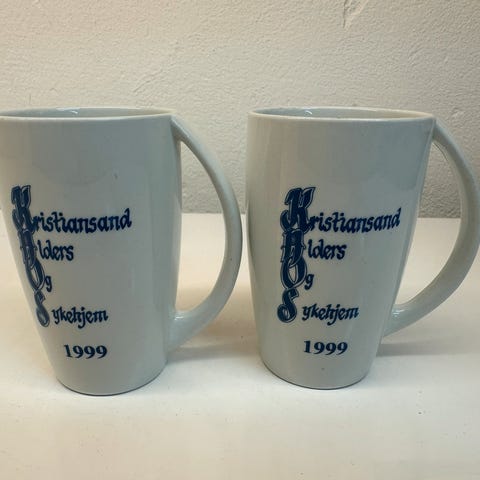 Kristiansand
Alders
Og
Sykehjem
1999
Kristiansand
Alders
Og
Sykehjem
1999